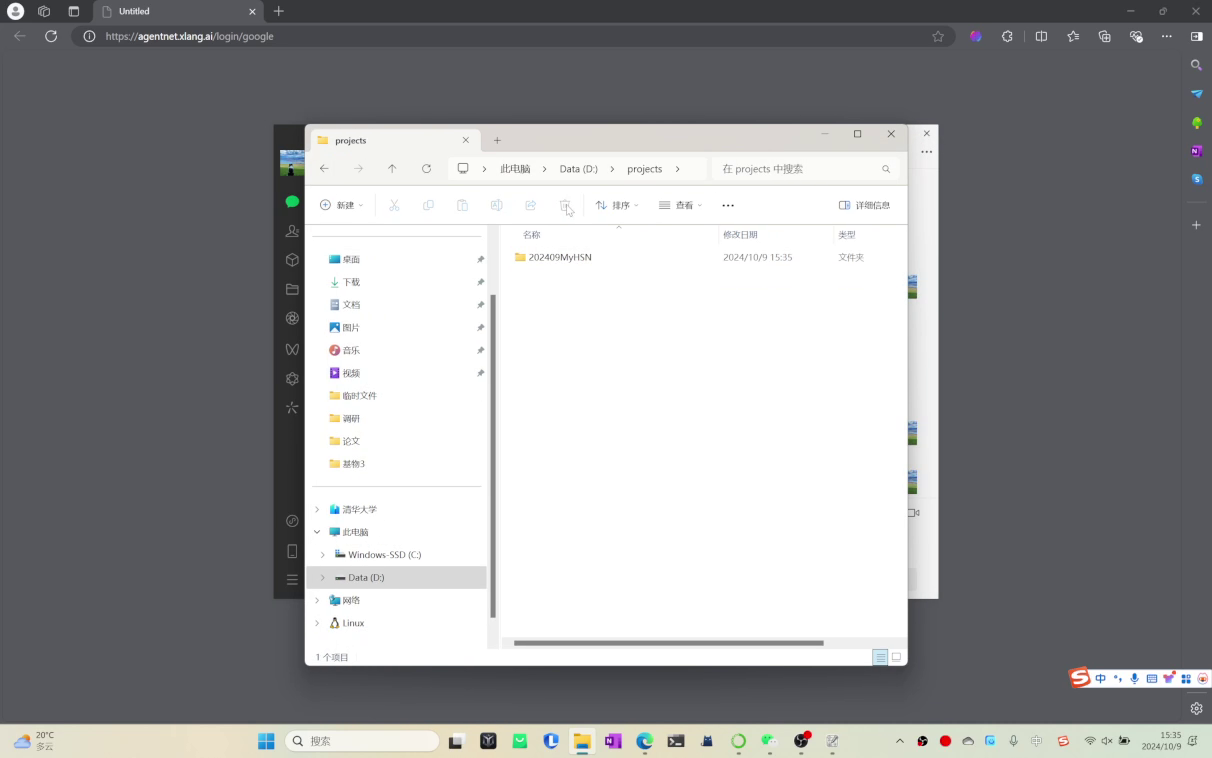 Untitled
https://agentnet.xlang.ai/login/google
projects
此电脑
Data (D:)
projects
在 projects 中搜索
新建
排序
查看
详细信息
名称
修改日期
类型
202409MyHSN
2024/10/9 15:35
文件夹
桌面
下载
文档
图片
音乐
视频
临时文件
调研
论文
基物3
清华大学
此电脑
Windows-SSD (C:)
Data (D:)
网络
Linux
1 个项目
中
20°C
多云
搜索
15:35
2024/10/9